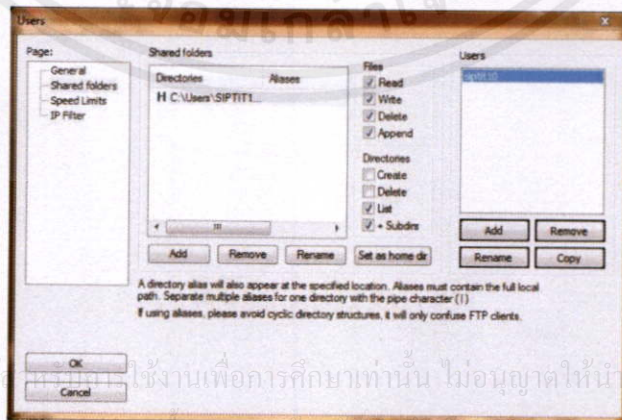 Users
Page:
General
Shared folders
Speed Limits
IP Filter
Shared folders
Directories Aliases
H C:\Users\SIPTIT1...
Files
Read
Write
Delete
Append
Directories
Create
Delete
List
+ Subdirs
Users
Add Remove Rename Set as home dir
Add Remove
Rename Copy
A directory alias will also appear at the specified location. Aliases must contain the full local
path. Separate multiple aliases for one directory with the pipe character (|)
If using aliases, please avoid cyclic directory structures, it will only confuse FTP clients.
OK
Cancel
ใช้งานเพื่อการศึกษาเท่านั้น ไม่อนุญาตให้นำ